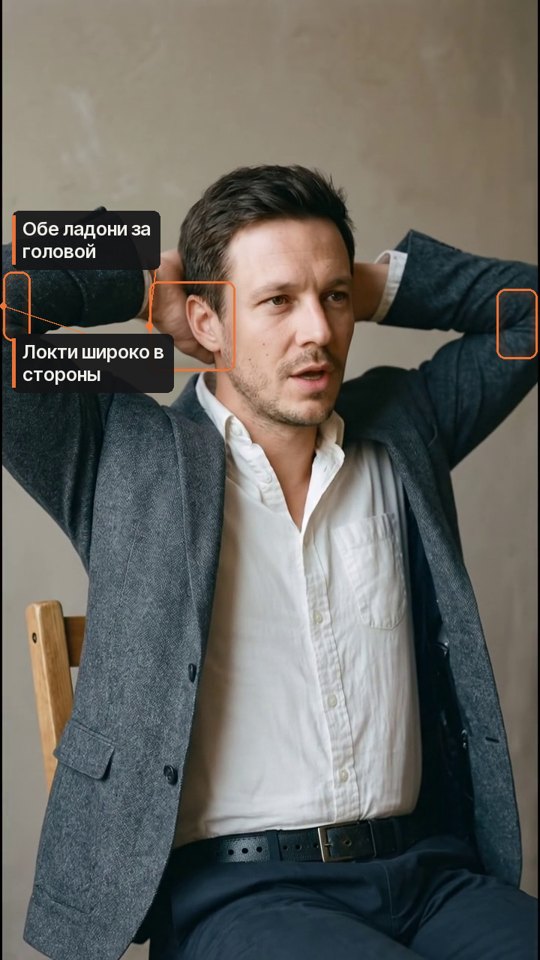 Обе ладони за
головой
Локти широко в
стороны